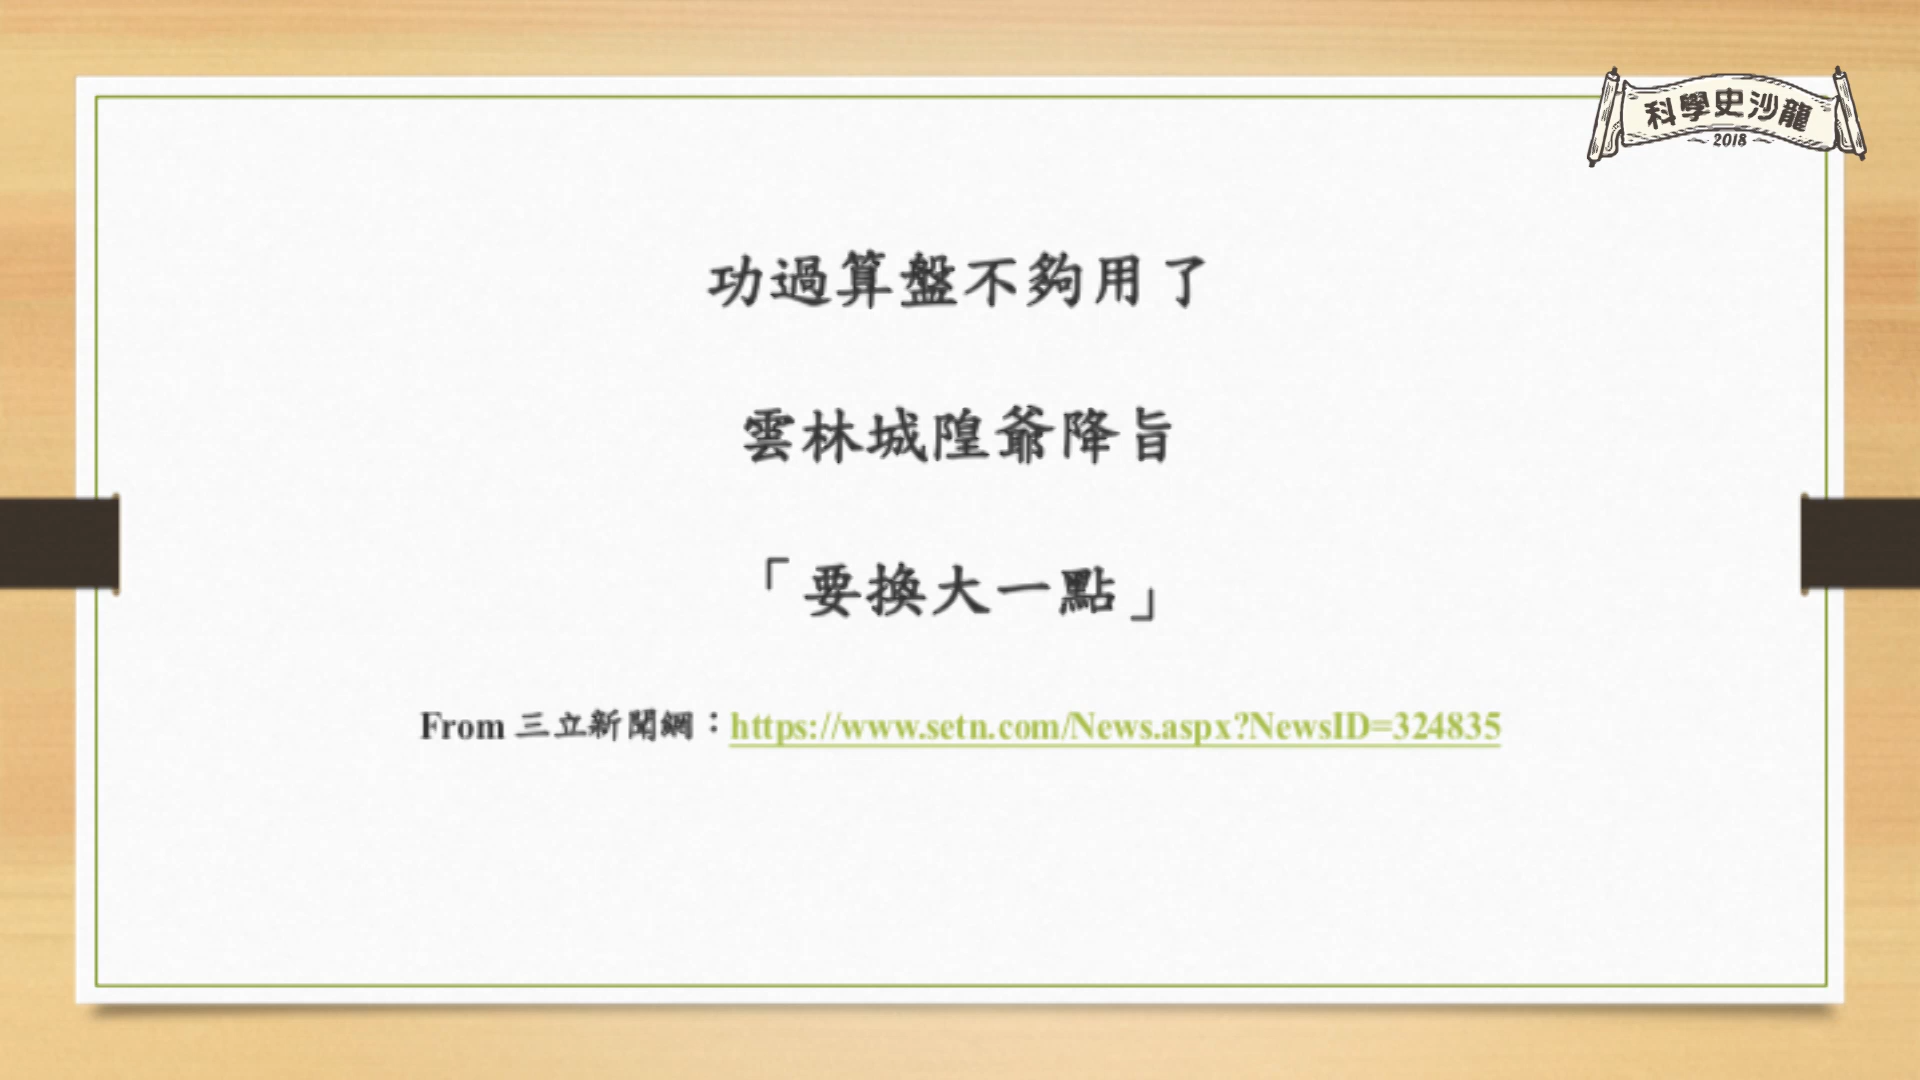 科學史沙龍
2018
功過算盤不夠用了
雲林城隍爺降旨
「要換大一點」
From 三立新聞網：https://www.setn.com/News.aspx?NewsID=324835